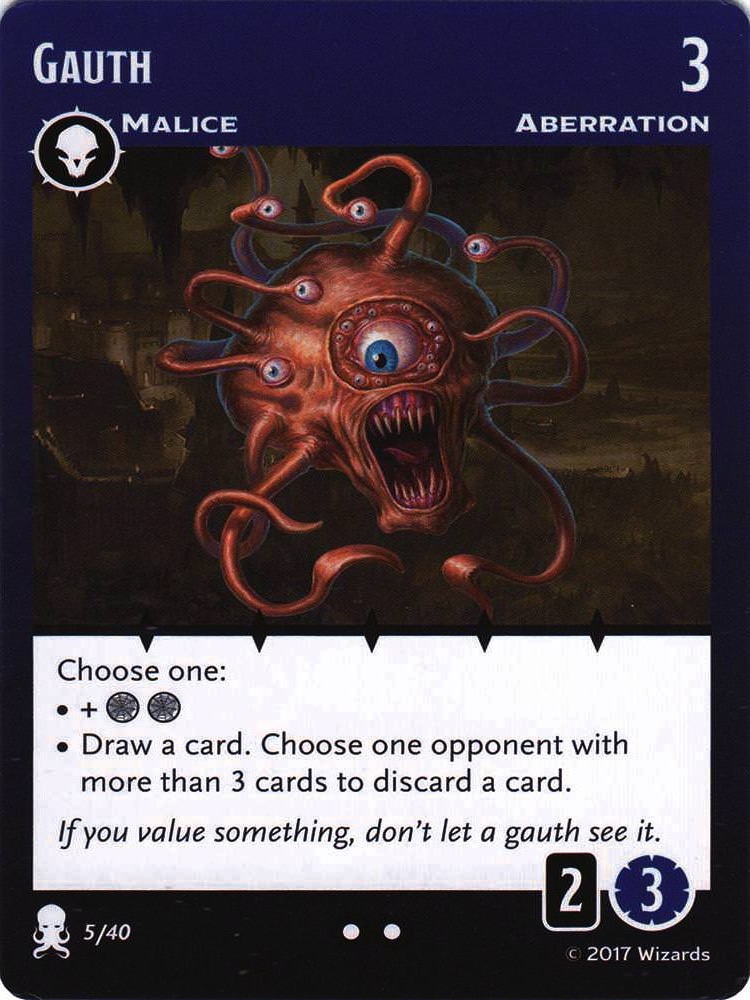 GAUTH 3
MALICE ABERRATION
Choose one:
• +
• Draw a card. Choose one opponent with
more than 3 cards to discard a card.
If you value something, don't let a gauth see it.
2 3
5/40
© 2017 Wizards